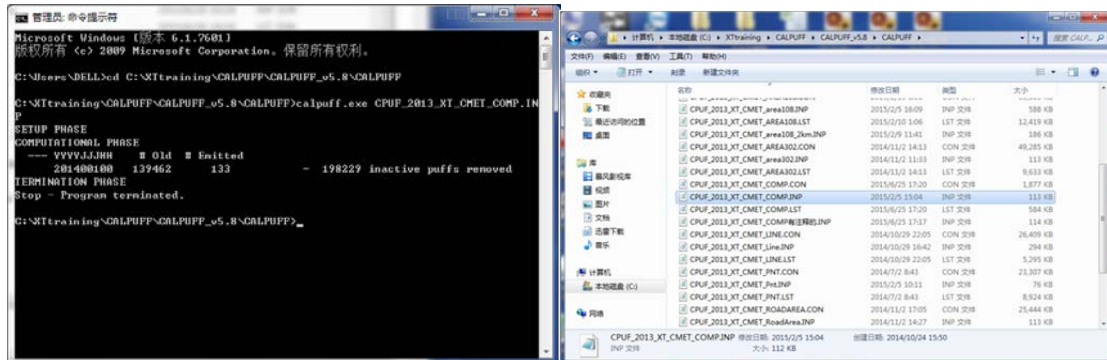 管理员: 命令提示符
Microsoft Windows [版本 6.1.7601]
版权所有 (c) 2009 Microsoft Corporation。保留所有权利。
C:\Users\DELL>cd C:\XTtraining\CALPUFF\CALPUFF_v5.8\CALPUFF
C:\XTtraining\CALPUFF\CALPUFF_v5.8\CALPUFF>calpuff.exe CPUF_2013_XT_CMET_COMP.IN
P
SETUP PHASE
COMPUTATIONAL PHASE
--- YYYYJJJHH # Old # Emitted
201400100 139462 133 - 198229 inactive puffs removed
TERMINATION PHASE
Stop - Program terminated.
C:\XTtraining\CALPUFF\CALPUFF_v5.8\CALPUFF>_
计算机 ▸ 本地磁盘 (C:) ▸ XTtraining ▸ CALPUFF ▸ CALPUFF_v5.8 ▸ CALPUFF ▸
搜索 CALP...
文件(F) 编辑(E) 查看(V) 工具(T) 帮助(H)
组织 打开 刻录 新建文件夹
收藏夹
下载
最近访问的位置
桌面
库
暴风影视库
视频
图片
文档
迅雷下载
音乐
计算机
本地磁盘 (C:)
网络
名称 修改日期 类型 大小
CPUF_2013_XT_CMET_area108.INP 2015/2/5 16:09 INP 文件 588 KB
CPUF_2013_XT_CMET_AREA108.LST 2015/2/10 1:06 LST 文件 12,419 KB
CPUF_2013_XT_CMET_area108_2km.INP 2015/2/9 11:41 INP 文件 186 KB
CPUF_2013_XT_CMET_AREA302.CON 2014/11/2 14:13 CON 文件 49,285 KB
CPUF_2013_XT_CMET_area302.INP 2014/11/2 11:33 INP 文件 113 KB
CPUF_2013_XT_CMET_AREA302.LST 2014/11/2 14:13 LST 文件 9,633 KB
CPUF_2013_XT_CMET_COMP.CON 2015/6/25 17:20 CON 文件 1,877 KB
CPUF_2013_XT_CMET_COMP.INP 2015/2/5 15:04 INP 文件 113 KB
CPUF_2013_XT_CMET_COMP.LST 2015/6/25 17:20 LST 文件 584 KB
CPUF_2013_XT_CMET_COMP有注释的.INP 2015/6/25 17:17 INP 文件 114 KB
CPUF_2013_XT_CMET_LINE.CON 2014/10/29 22:05 CON 文件 26,409 KB
CPUF_2013_XT_CMET_Line.INP 2014/10/29 16:42 INP 文件 294 KB
CPUF_2013_XT_CMET_LINE.LST 2014/10/29 22:05 LST 文件 5,295 KB
CPUF_2013_XT_CMET_PNT.CON 2014/7/2 8:43 CON 文件 23,307 KB
CPUF_2013_XT_CMET_Pnt.INP 2015/2/5 10:11 INP 文件 76 KB
CPUF_2013_XT_CMET_PNT.LST 2014/7/2 8:43 LST 文件 8,924 KB
CPUF_2013_XT_CMET_ROADAREA.CON 2014/11/2 17:05 CON 文件 25,444 KB
CPUF_2013_XT_CMET_RoadArea.INP 2014/11/2 14:27 INP 文件 113 KB
CPUF_2013_XT_CMET_COMP.INP 修改日期: 2015/2/5 15:04 创建日期: 2014/10/24 15:50
INP 文件 大小: 112 KB